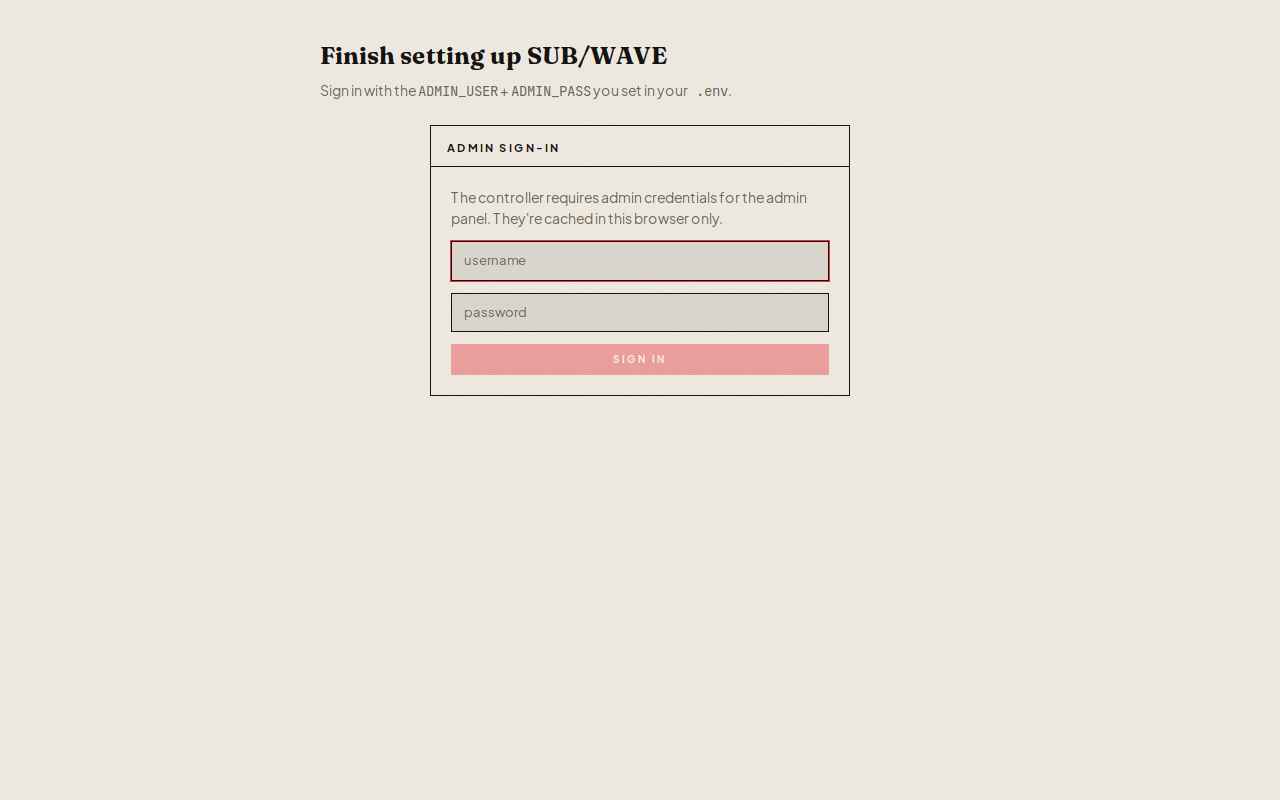 Finish setting up SUB/WAVE
Sign in with the ADMIN_USER + ADMIN_PASS you set in your .env.
ADMIN SIGN-IN
The controller requires admin credentials for the admin
panel. They're cached in this browser only.
username
password
SIGN IN